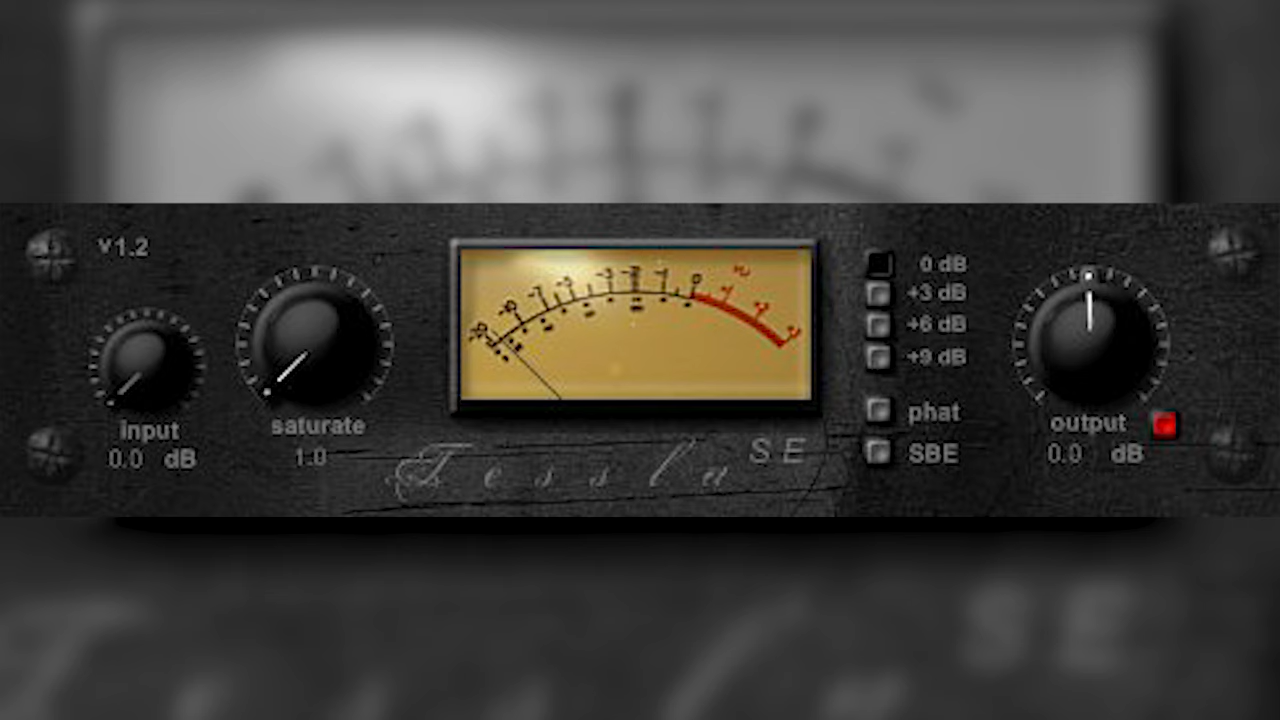 V1.2
input
0.0 dB
saturate
1.0
Tessla SE
0 dB
+3 dB
+6 dB
+9 dB
phat
SBE
output
0.0 dB